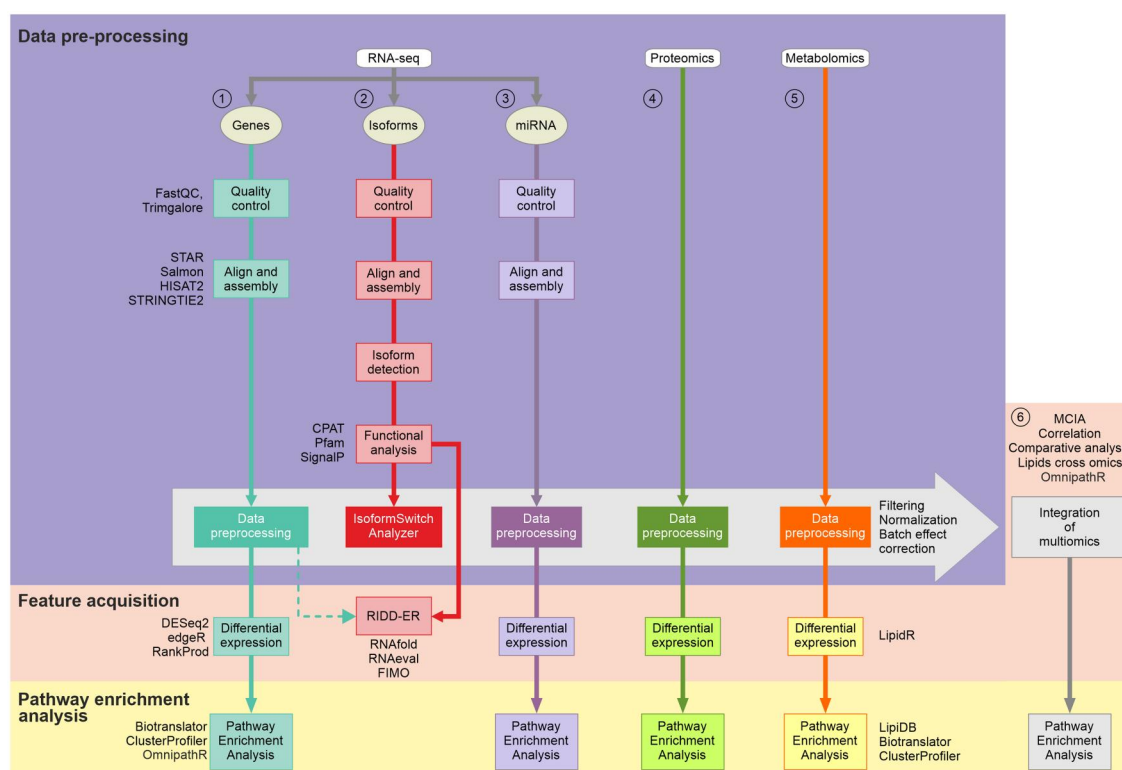 Data pre-processing
RNA-seq
Proteomics
Metabolomics
1
2
3
4
5
Genes
Isoforms
miRNA
FastQC,
Trimgalore
Quality
control
Quality
control
Quality
control
STAR
Salmon
HISAT2
STRINGTIE2
Align and
assembly
Align and
assembly
Align and
assembly
Isoform
detection
CPAT
Pfam
SignalP
Functional
analysis
6
MCIA
Correlation
Comparative analys
Lipids cross omics
OmnipathR
Data
preprocessing
IsoformSwitch
Analyzer
Data
preprocessing
Data
preprocessing
Data
preprocessing
Filtering
Normalization
Batch effect
correction
Integration
of
multiomics
Feature acquisition
DESeq2
edgeR
RankProd
Differential
expression
RIDD-ER
RNAfold
RNAeval
FIMO
Differential
expression
Differential
expression
Differential
expression
LipidR
Pathway enrichment
analysis
Biotranslator
ClusterProfiler
OmnipathR
Pathway
Enrichment
Analysis
Pathway
Enrichment
Analysis
Pathway
Enrichment
Analysis
Pathway
Enrichment
Analysis
LipiDB
Biotranslator
ClusterProfiler
Pathway
Enrichment
Analysis